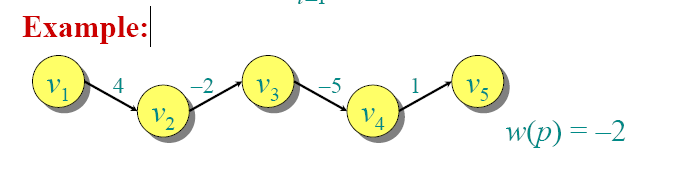 Example:
4 –2 –5 1
v1 v2 v3 v4 v5
w(p) = –2